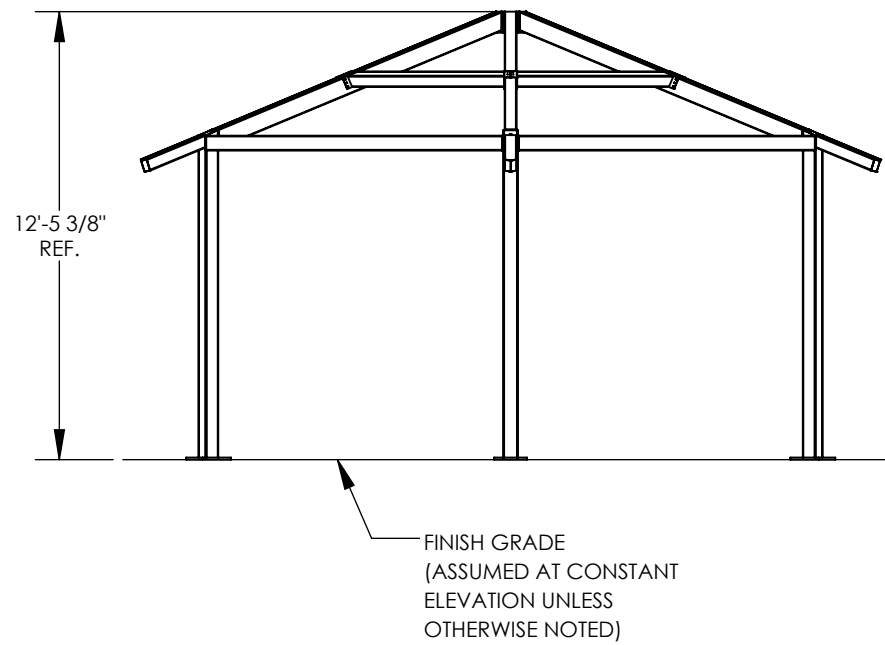 12'-5 3/8"
REF.
FINISH GRADE
(ASSUMED AT CONSTANT
ELEVATION UNLESS
OTHERWISE NOTED)